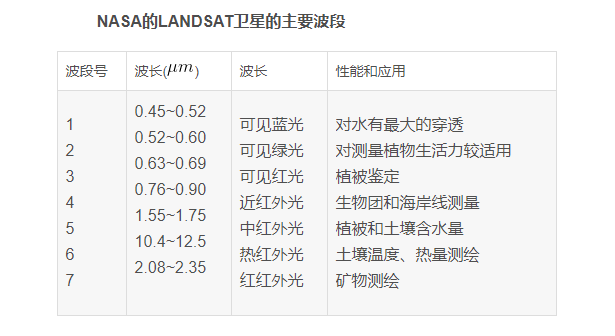 NASA的LANDSAT卫星的主要波段
波段号 波长(μm) 波长 性能和应用
1 0.45~0.52 可见蓝光 对水有最大的穿透
2 0.52~0.60 可见绿光 对测量植物生活力较适用
3 0.63~0.69 可见红光 植被鉴定
4 0.76~0.90 近红外光 生物团和海岸线测量
5 1.55~1.75 中红外光 植被和土壤含水量
6 10.4~12.5 热红外光 土壤温度、热量测绘
7 2.08~2.35 红红外光 矿物测绘